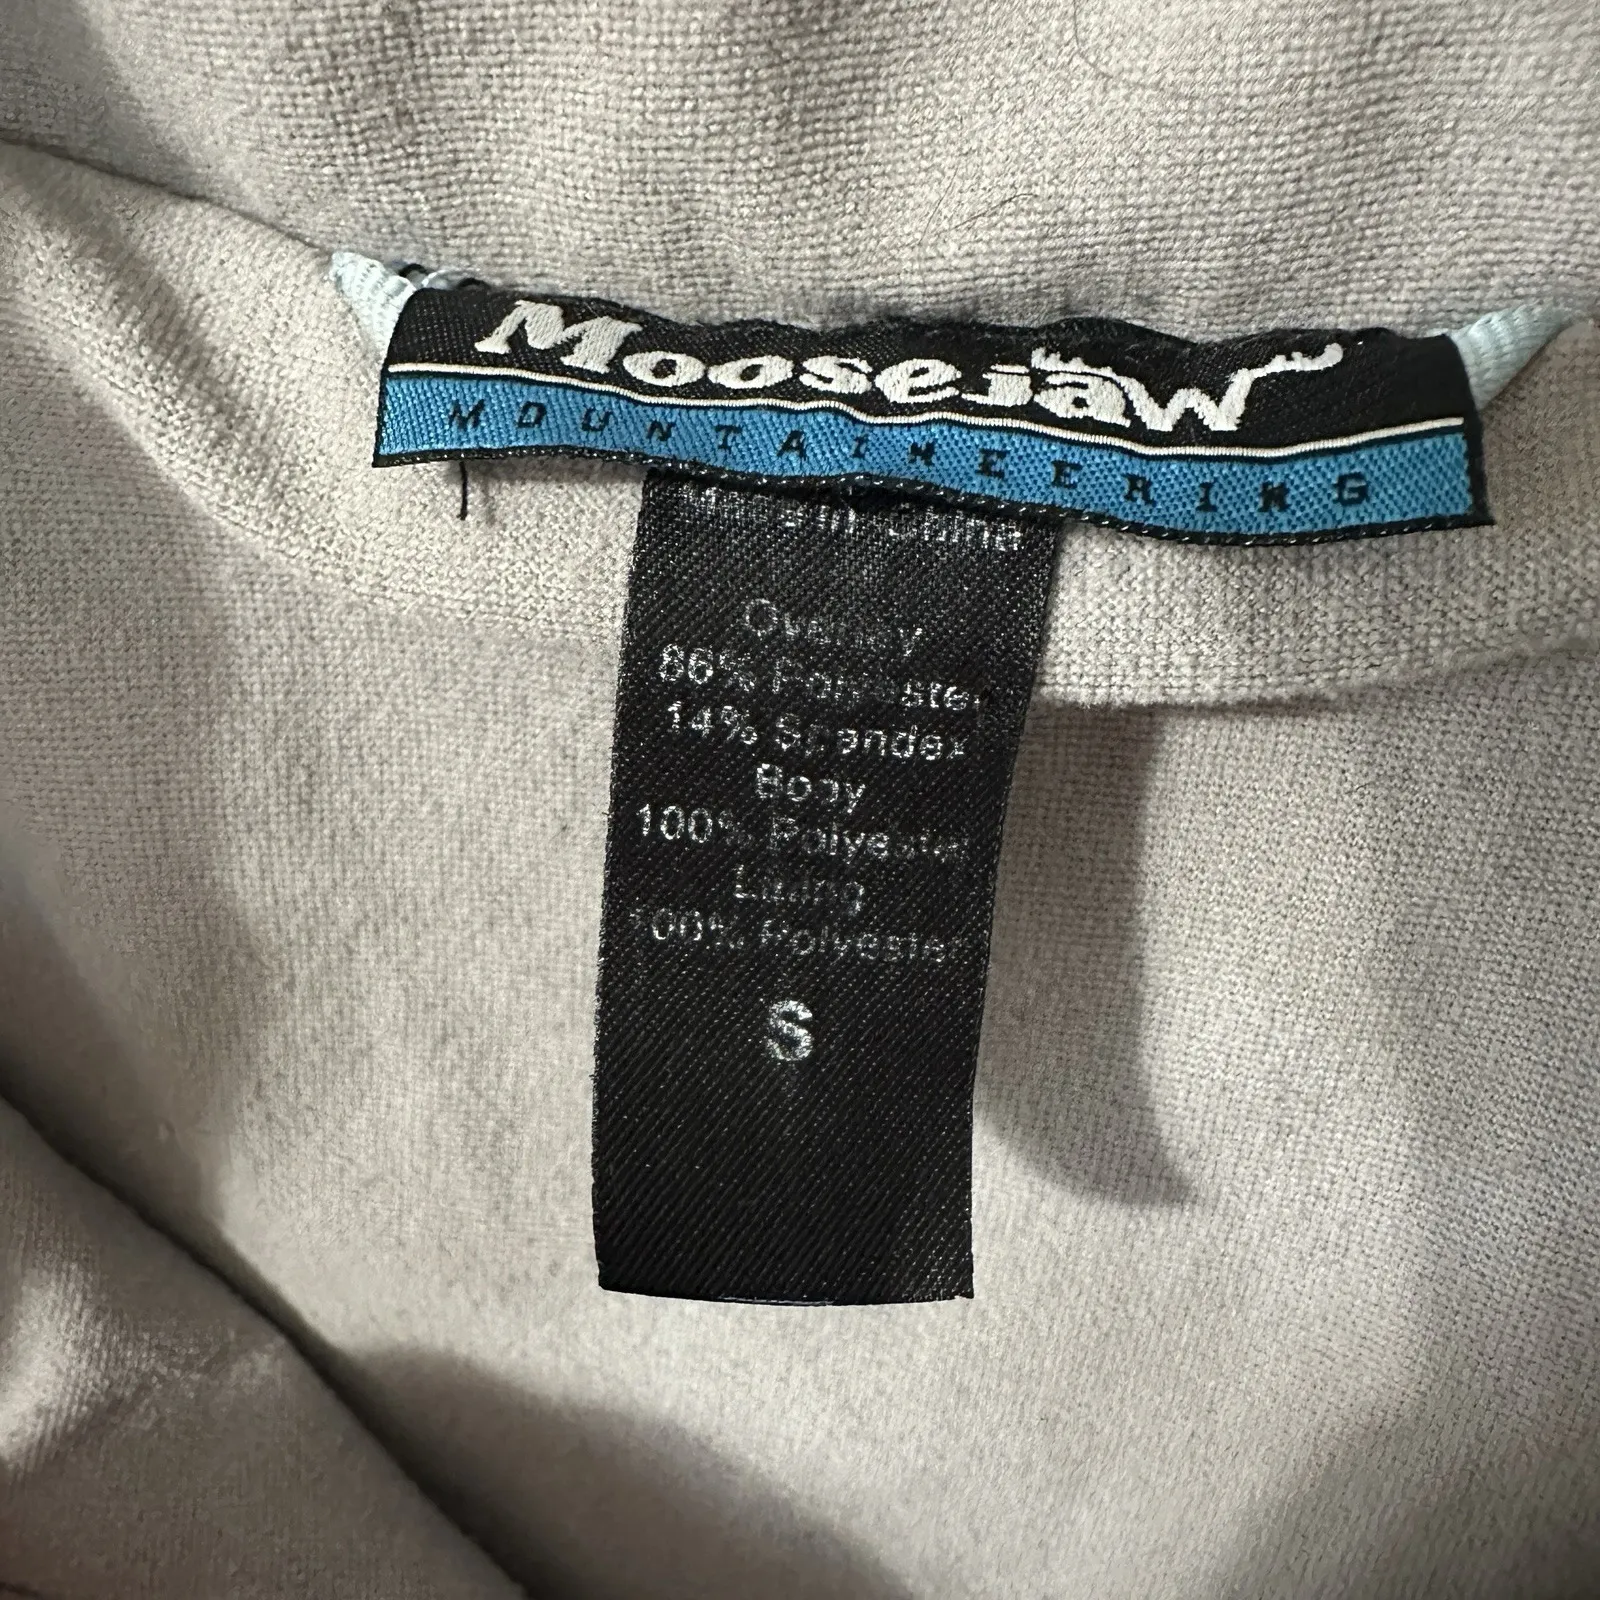 Moosejaw
MOUNTAINEERING
Made in China
Overlay
86% Polyester
14% Spandex
Body
100% Polyester
Lining
100% Polyester
S